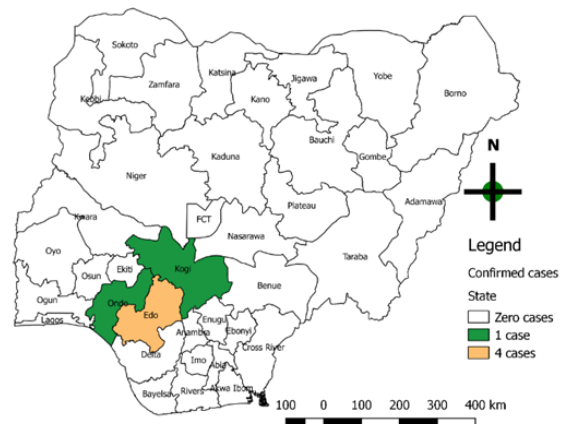 Sokoto
Katsina
Jigawa
Yobe
Zamfara
Kebbi
Kano
Borno
N
Bauchi
Kaduna
Gombe
Niger
Plateau
Adamawa
Kwara
FCT
Nasarawa
Taraba
Oyo
Ekiti
Kogi
Osun
Benue
Ogun
Ondo
Edo
Lagos
Enugu
Anambra
Ebonyi
Delta
Cross River
Imo
Abia
Bayelsa
Rivers
Akwa Ibom
Legend
Confirmed cases
State
Zero cases
1 case
4 cases
100 0 100 200 300 400 km